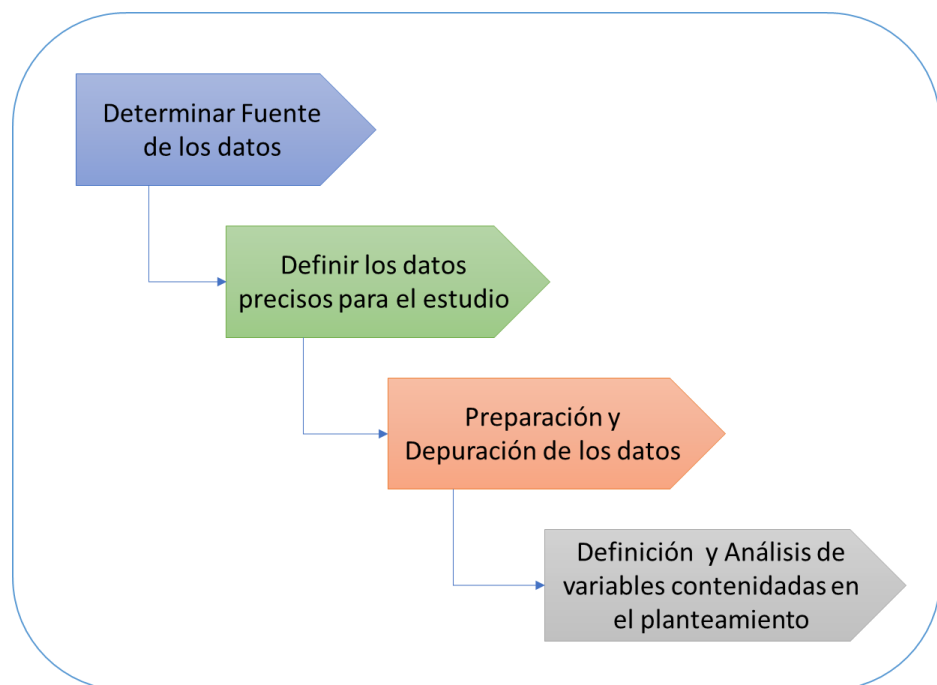 Determinar Fuente
de los datos
Definir los datos
precisos para el estudio
Preparación y
Depuración de los datos
Definición y Análisis de
variables contenidadas en
el planteamiento